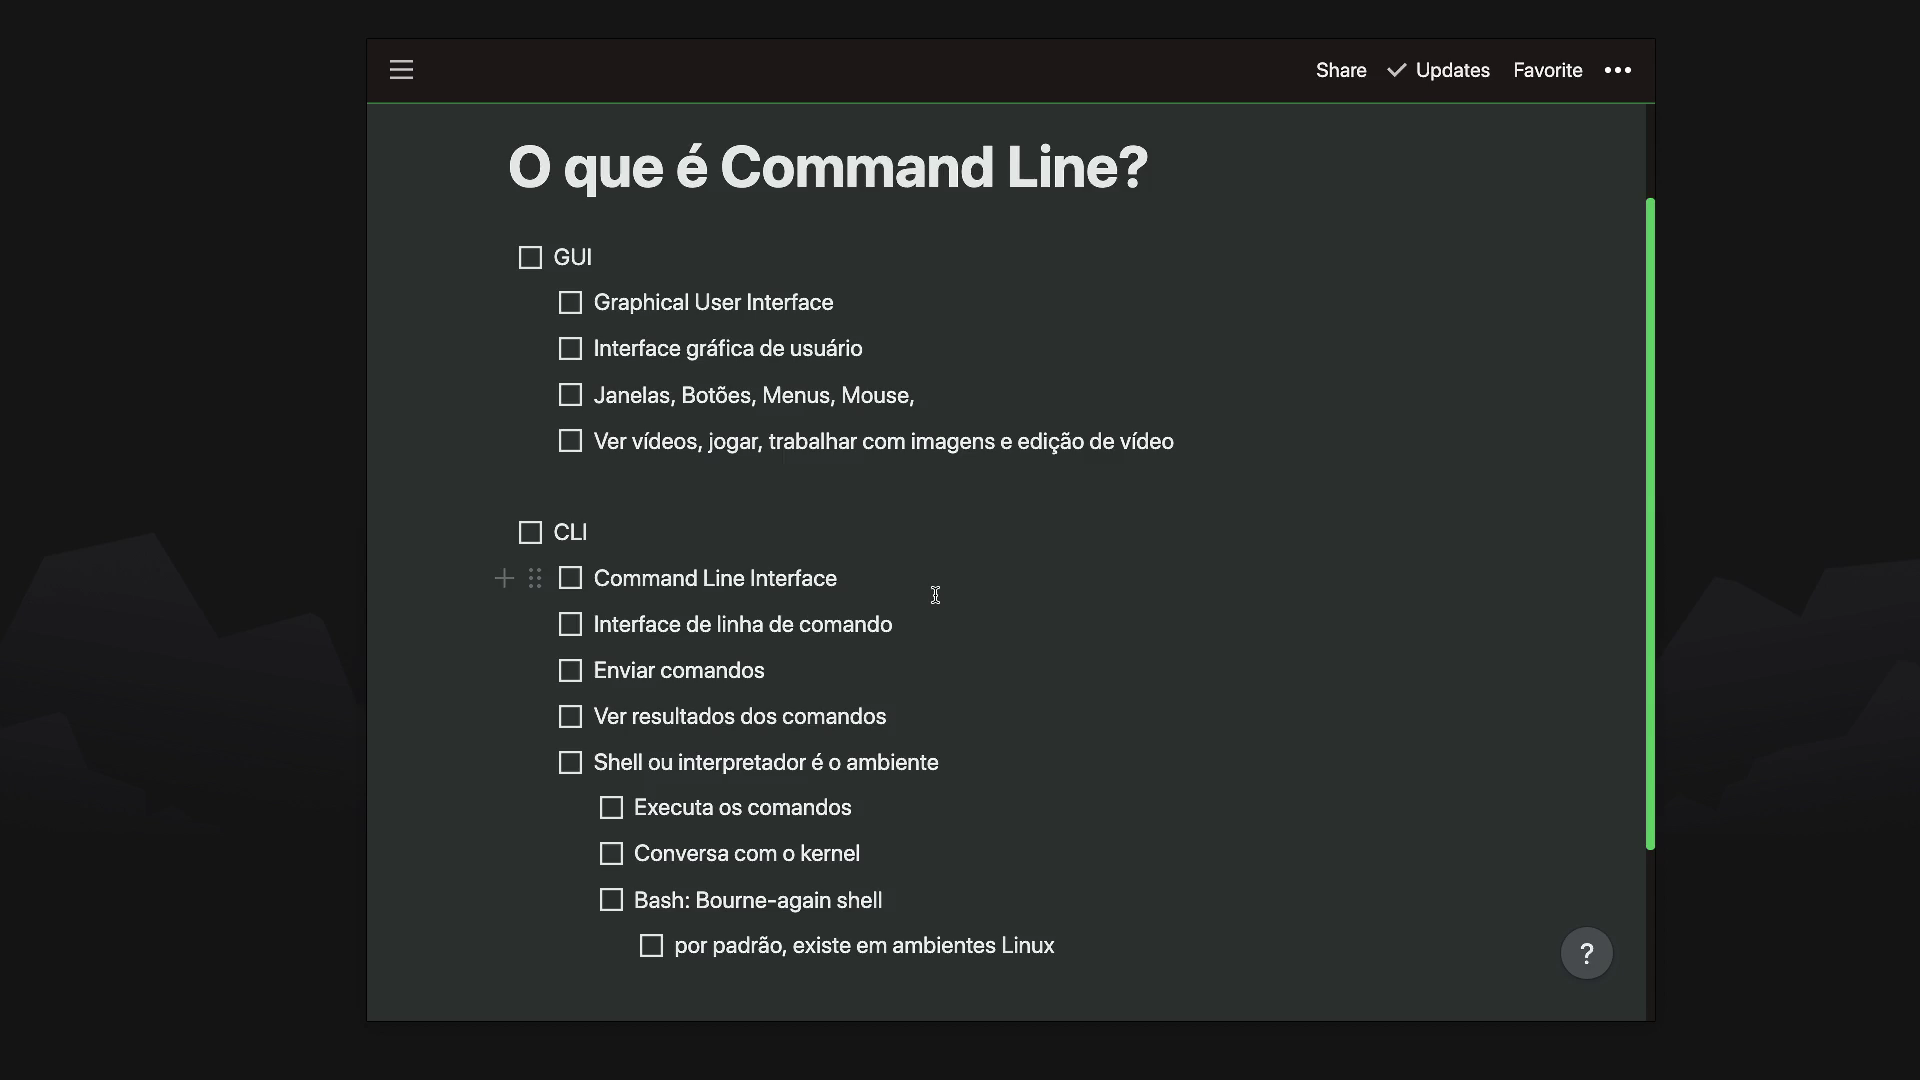 Share Updates Favorite
O que é Command Line?
GUI
Graphical User Interface
Interface gráfica de usuário
Janelas, Botões, Menus, Mouse,
Ver vídeos, jogar, trabalhar com imagens e edição de vídeo
CLI
Command Line Interface
Interface de linha de comando
Enviar comandos
Ver resultados dos comandos
Shell ou interpretador é o ambiente
Executa os comandos
Conversa com o kernel
Bash: Bourne-again shell
por padrão, existe em ambientes Linux
?